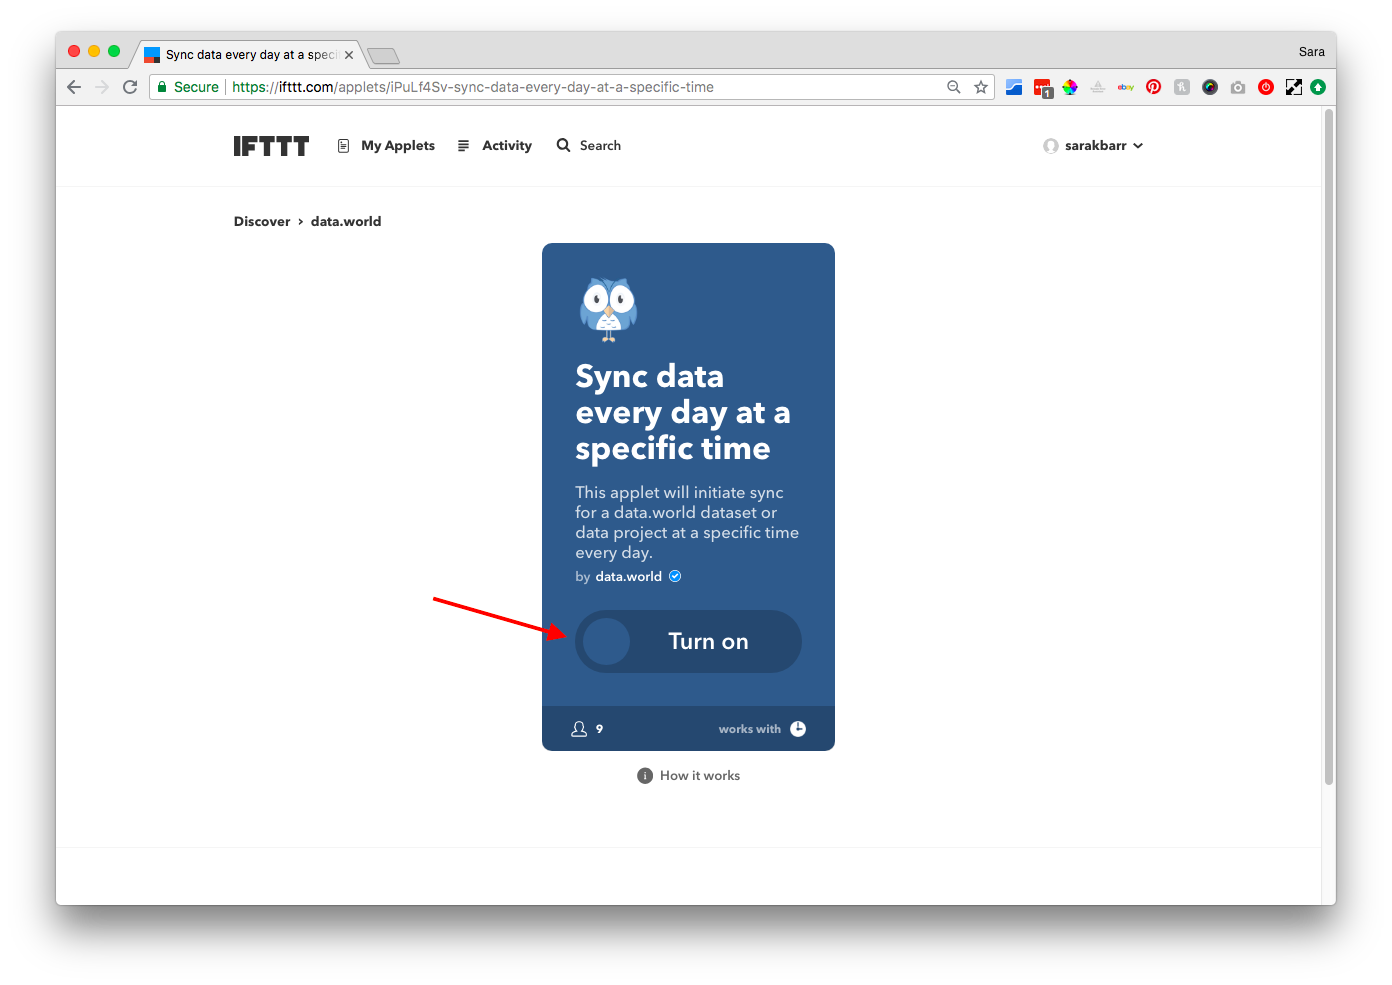 Sync data every day at a speci
Sara
Secure
https://ifttt.com/applets/iPuLf4Sv-sync-data-every-day-at-a-specific-time
1
ebay
IFTTT
My Applets
Activity
Search
sarakbarr
Discover › data.world
Sync data
every day at a
specific time
This applet will initiate sync
for a data.world dataset or
data project at a specific time
every day.
by data.world
Turn on
9
works with
How it works